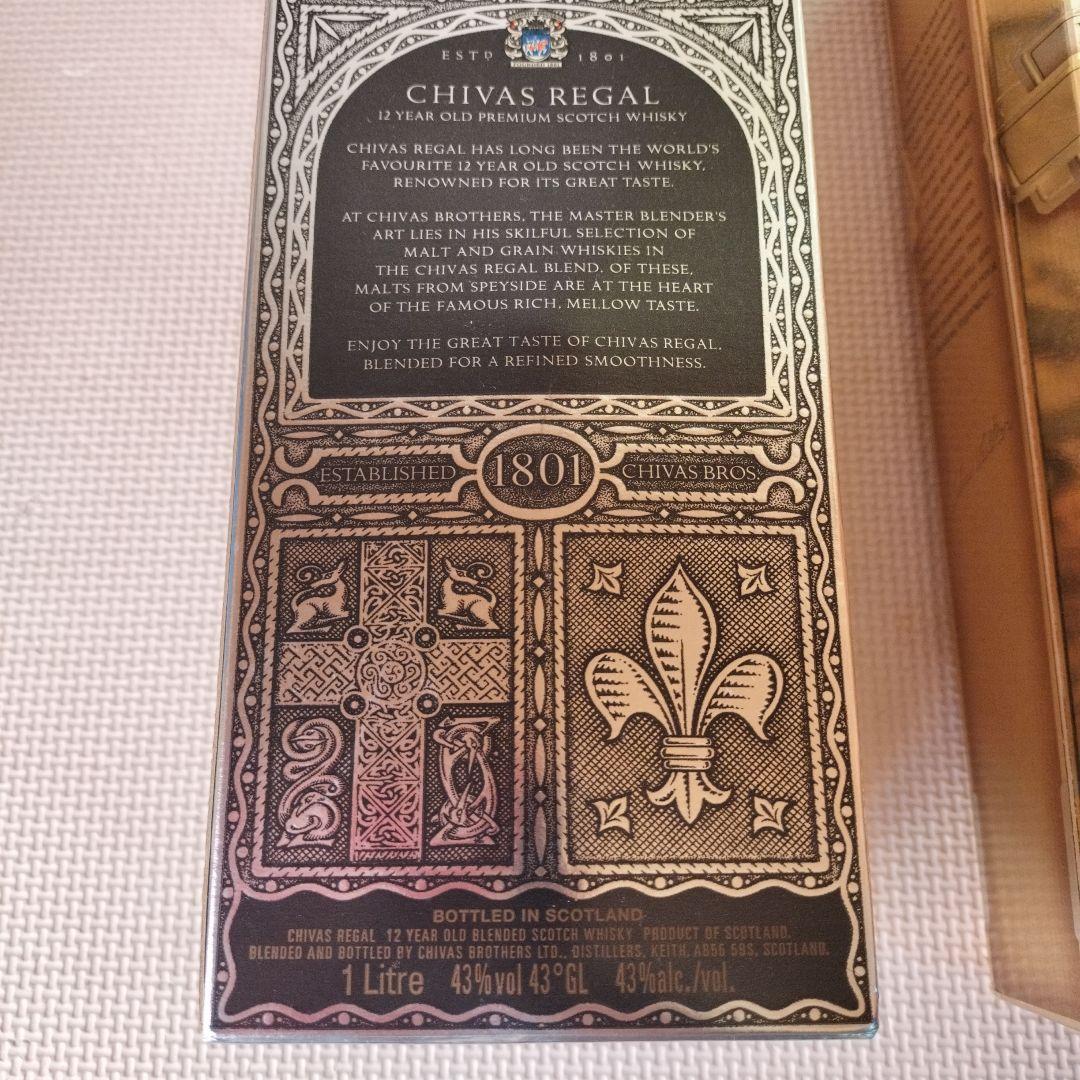 ESTD 1801
CHIVAS REGAL
12 YEAR OLD PREMIUM SCOTCH WHISKY
CHIVAS REGAL HAS LONG BEEN THE WORLD'S
FAVOURITE 12 YEAR OLD SCOTCH WHISKY,
RENOWNED FOR ITS GREAT TASTE.
AT CHIVAS BROTHERS, THE MASTER BLENDER'S
ART LIES IN HIS SKILFUL SELECTION OF
MALT AND GRAIN WHISKIES IN
THE CHIVAS REGAL BLEND. OF THESE,
MALTS FROM SPEYSIDE ARE AT THE HEART
OF THE FAMOUS RICH, MELLOW TASTE.
ENJOY THE GREAT TASTE OF CHIVAS REGAL,
BLENDED FOR A REFINED SMOOTHNESS.
ESTABLISHED 1801 CHIVAS BROS
BOTTLED IN SCOTLAND
CHIVAS REGAL 12 YEAR OLD BLENDED SCOTCH WHISKY PRODUCT OF SCOTLAND.
BLENDED AND BOTTLED BY CHIVAS BROTHERS LTD., DISTILLERS, KEITH, AB56 5BS, SCOTLAND.
1 Litre 43%vol 43°GL 43%alc./vol.